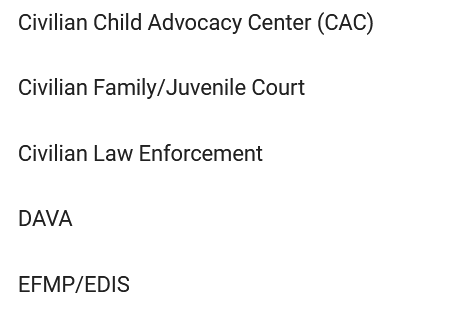 Civilian Child Advocacy Center (CAC)
Civilian Family/Juvenile Court
Civilian Law Enforcement
DAVA
EFMP/EDIS